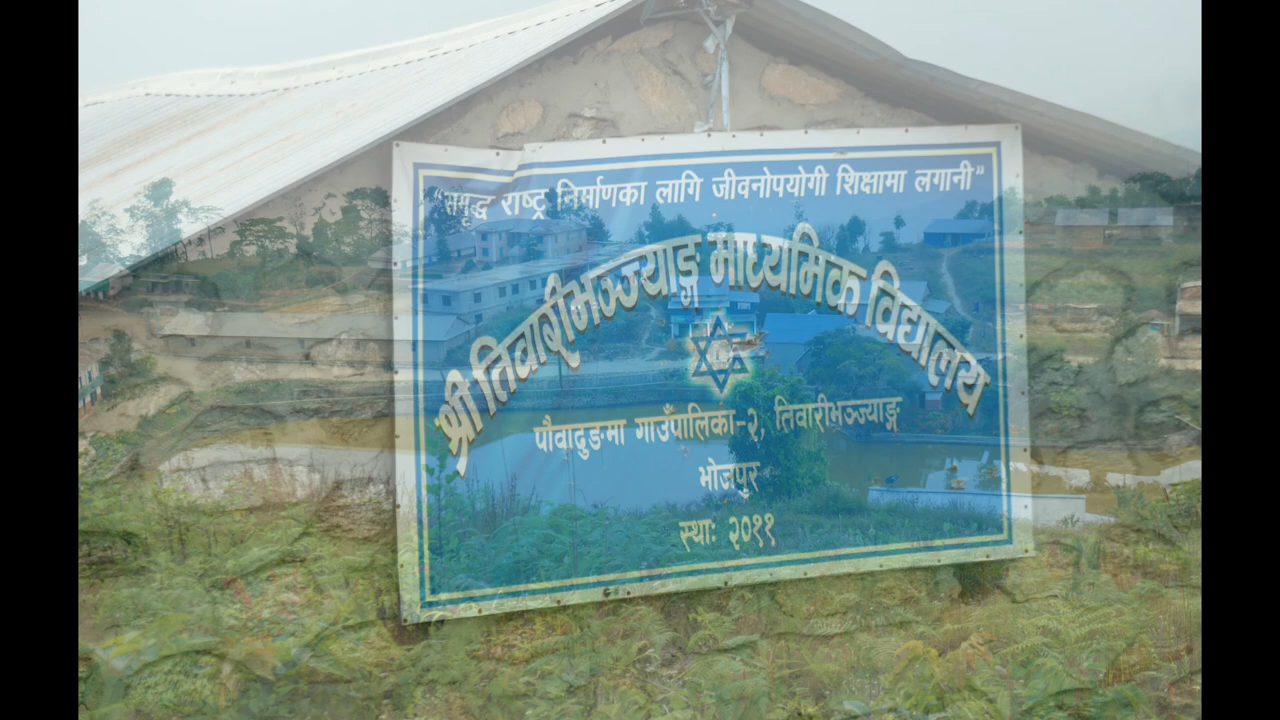 "समृद्ध राष्ट्र निर्माणका लागि जीवनोपयोगी शिक्षामा लगानी"
श्री तिवारीभञ्ज्याङ्ग माध्यमिक विद्यालय
पौवादुङमा गाउँपालिका-२, तिवारीभञ्ज्याङ्ग
भोजपुर
स्थाः २०११